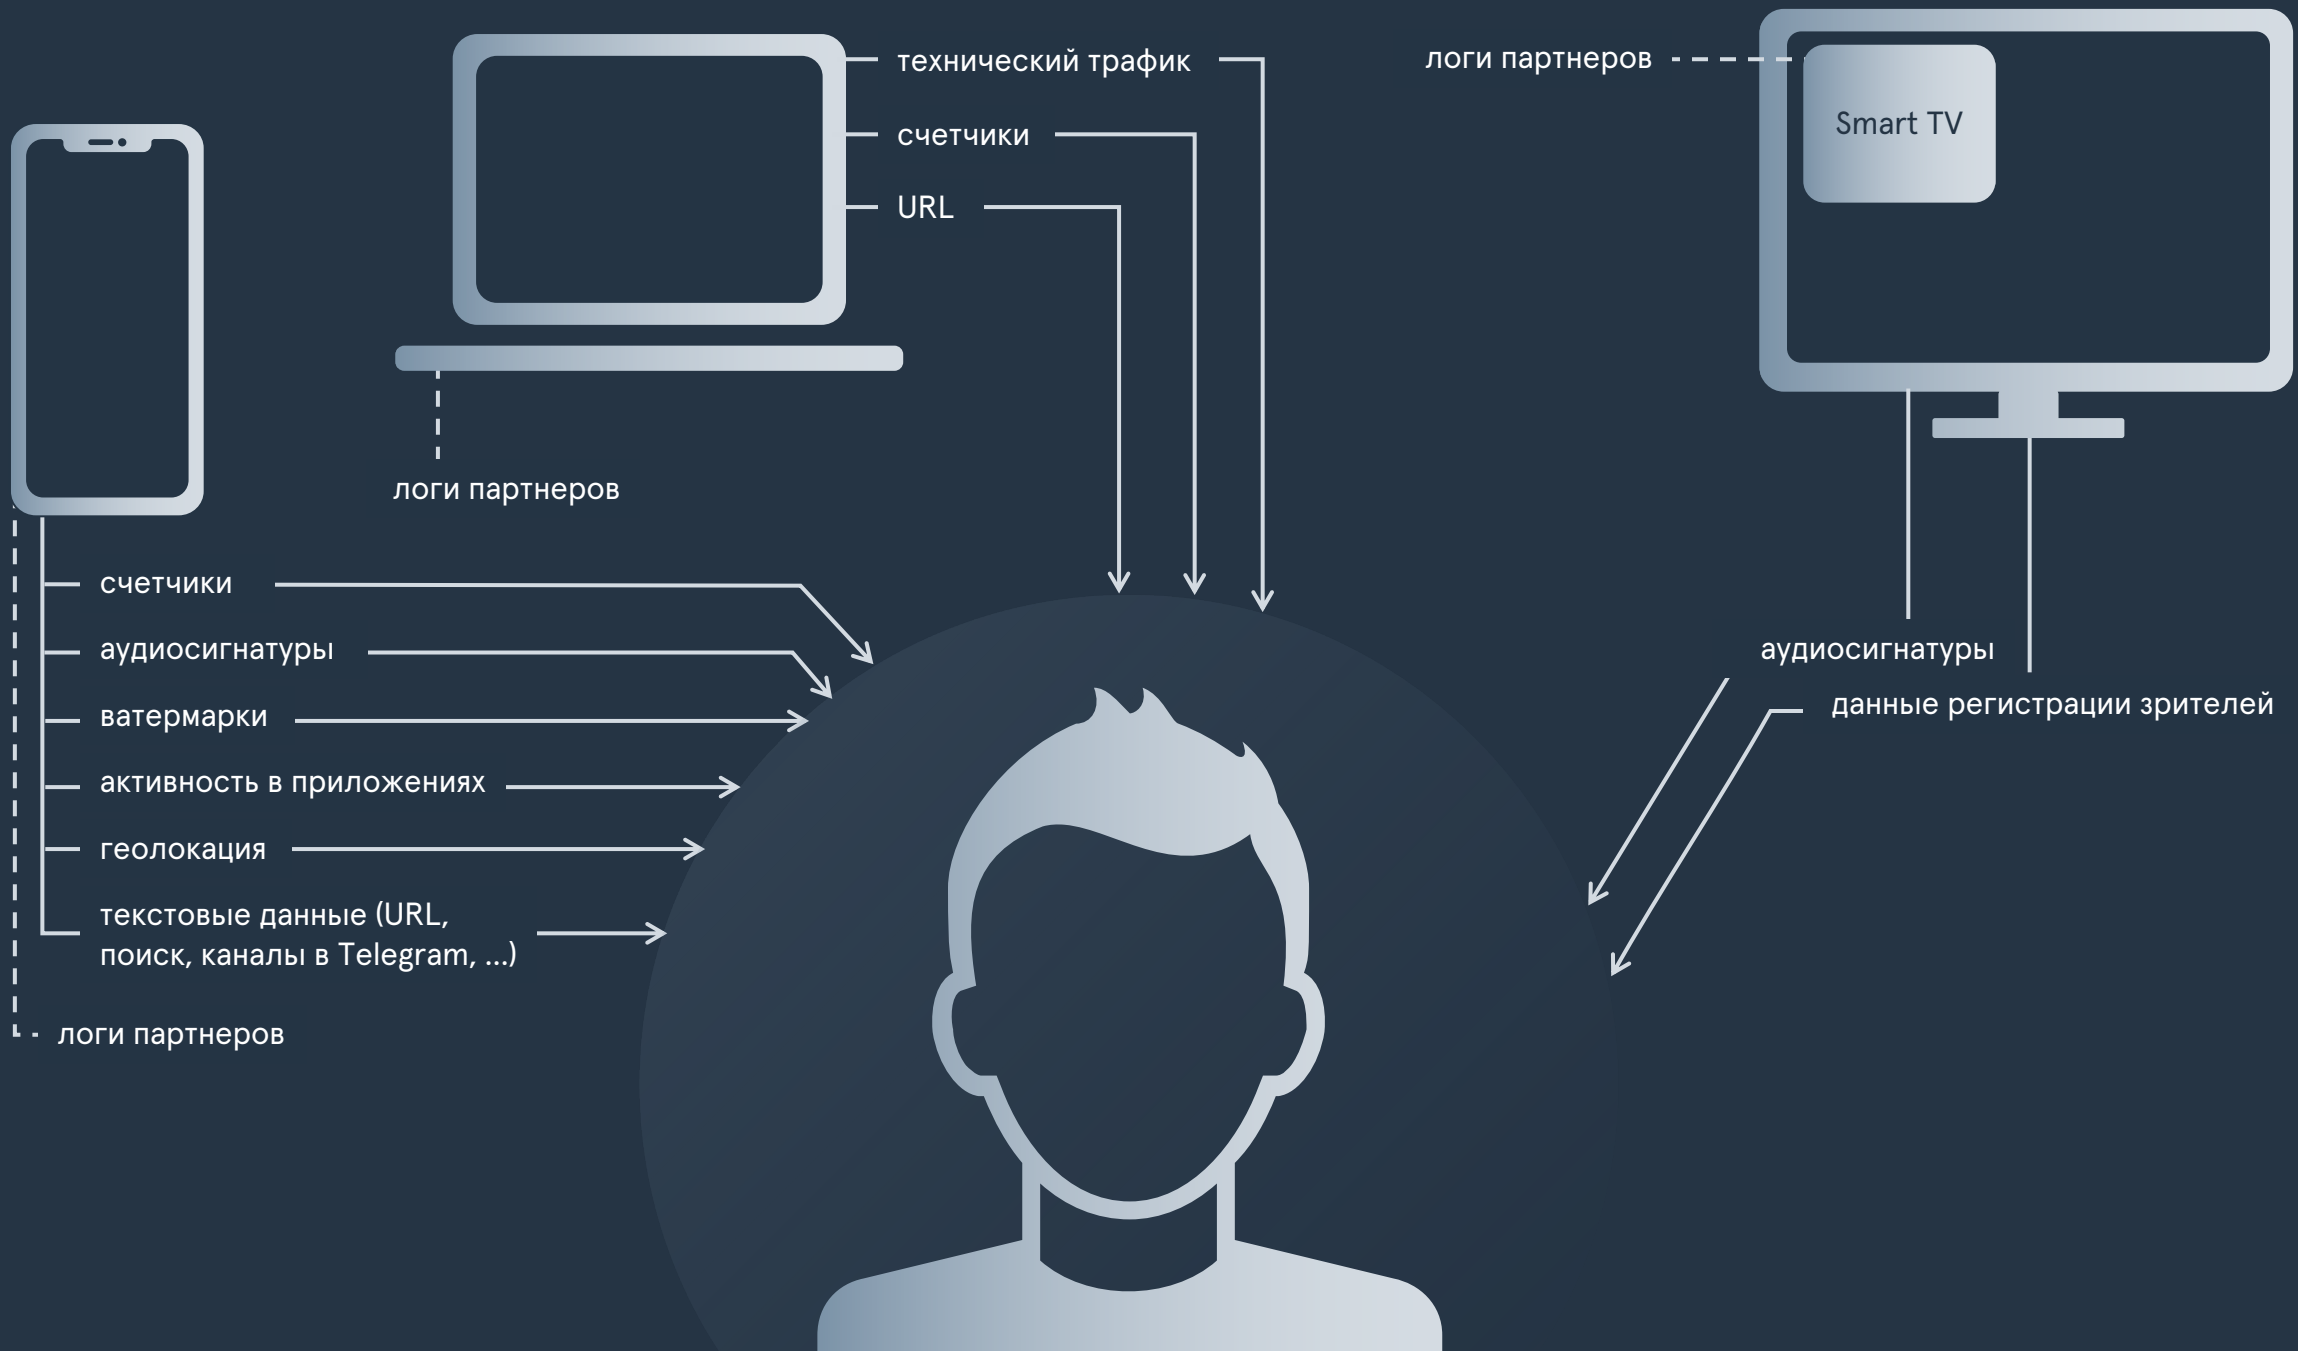 технический трафик
счетчики
URL
логи партнеров
Smart TV
логи партнеров
счетчики
аудиосигнатуры
ватермарки
активность в приложениях
геолокация
текстовые данные (URL,
поиск, каналы в Telegram, ...)
логи партнеров
аудиосигнатуры
данные регистрации зрителей